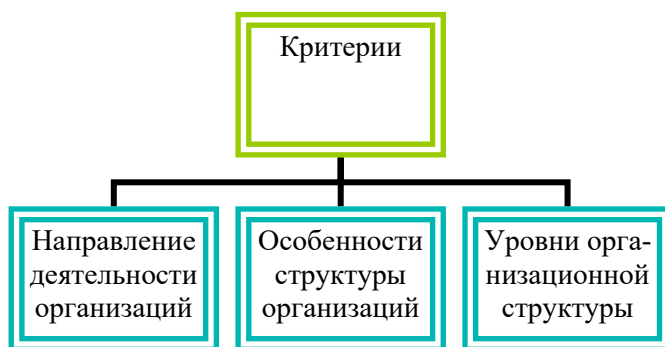 Критерии
Направление
деятельности
организаций
Особенности
структуры
организаций
Уровни орга-
низационной
структуры